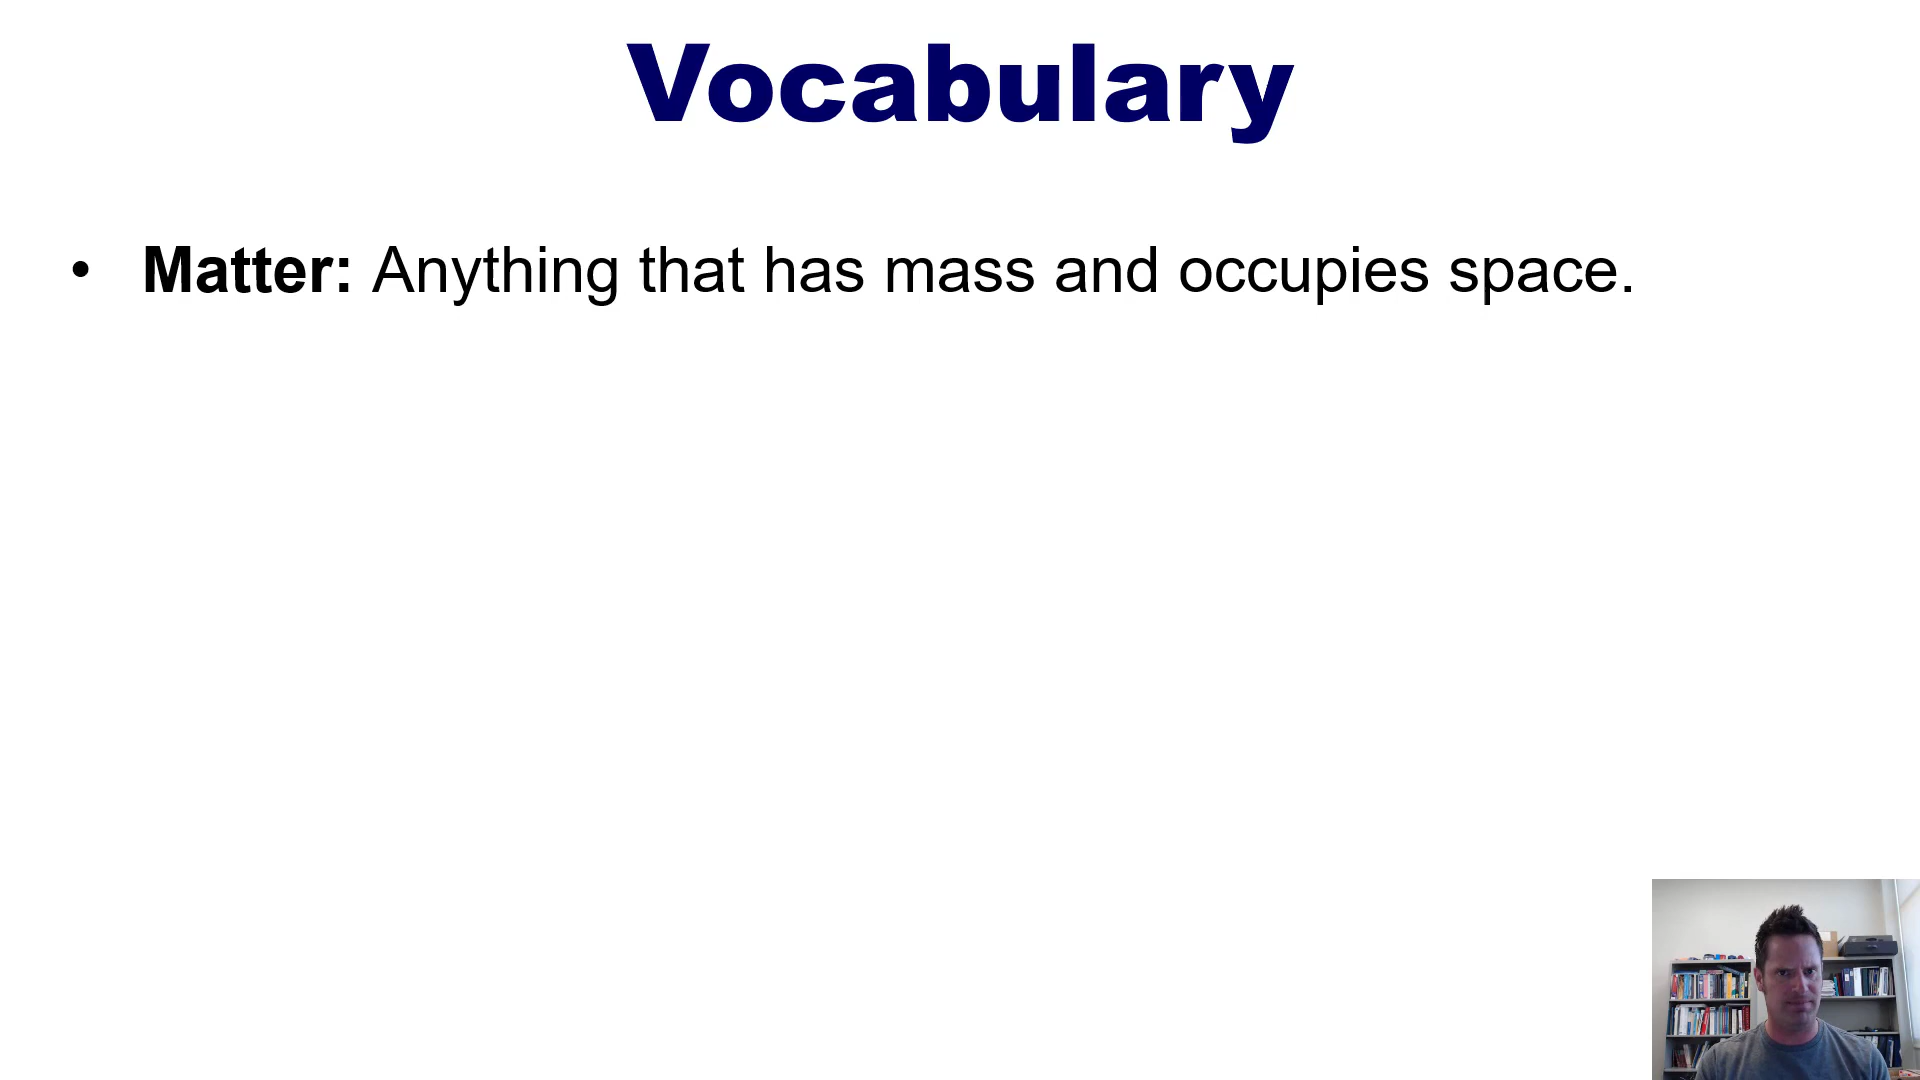 Vocabulary
• Matter: Anything that has mass and occupies space.